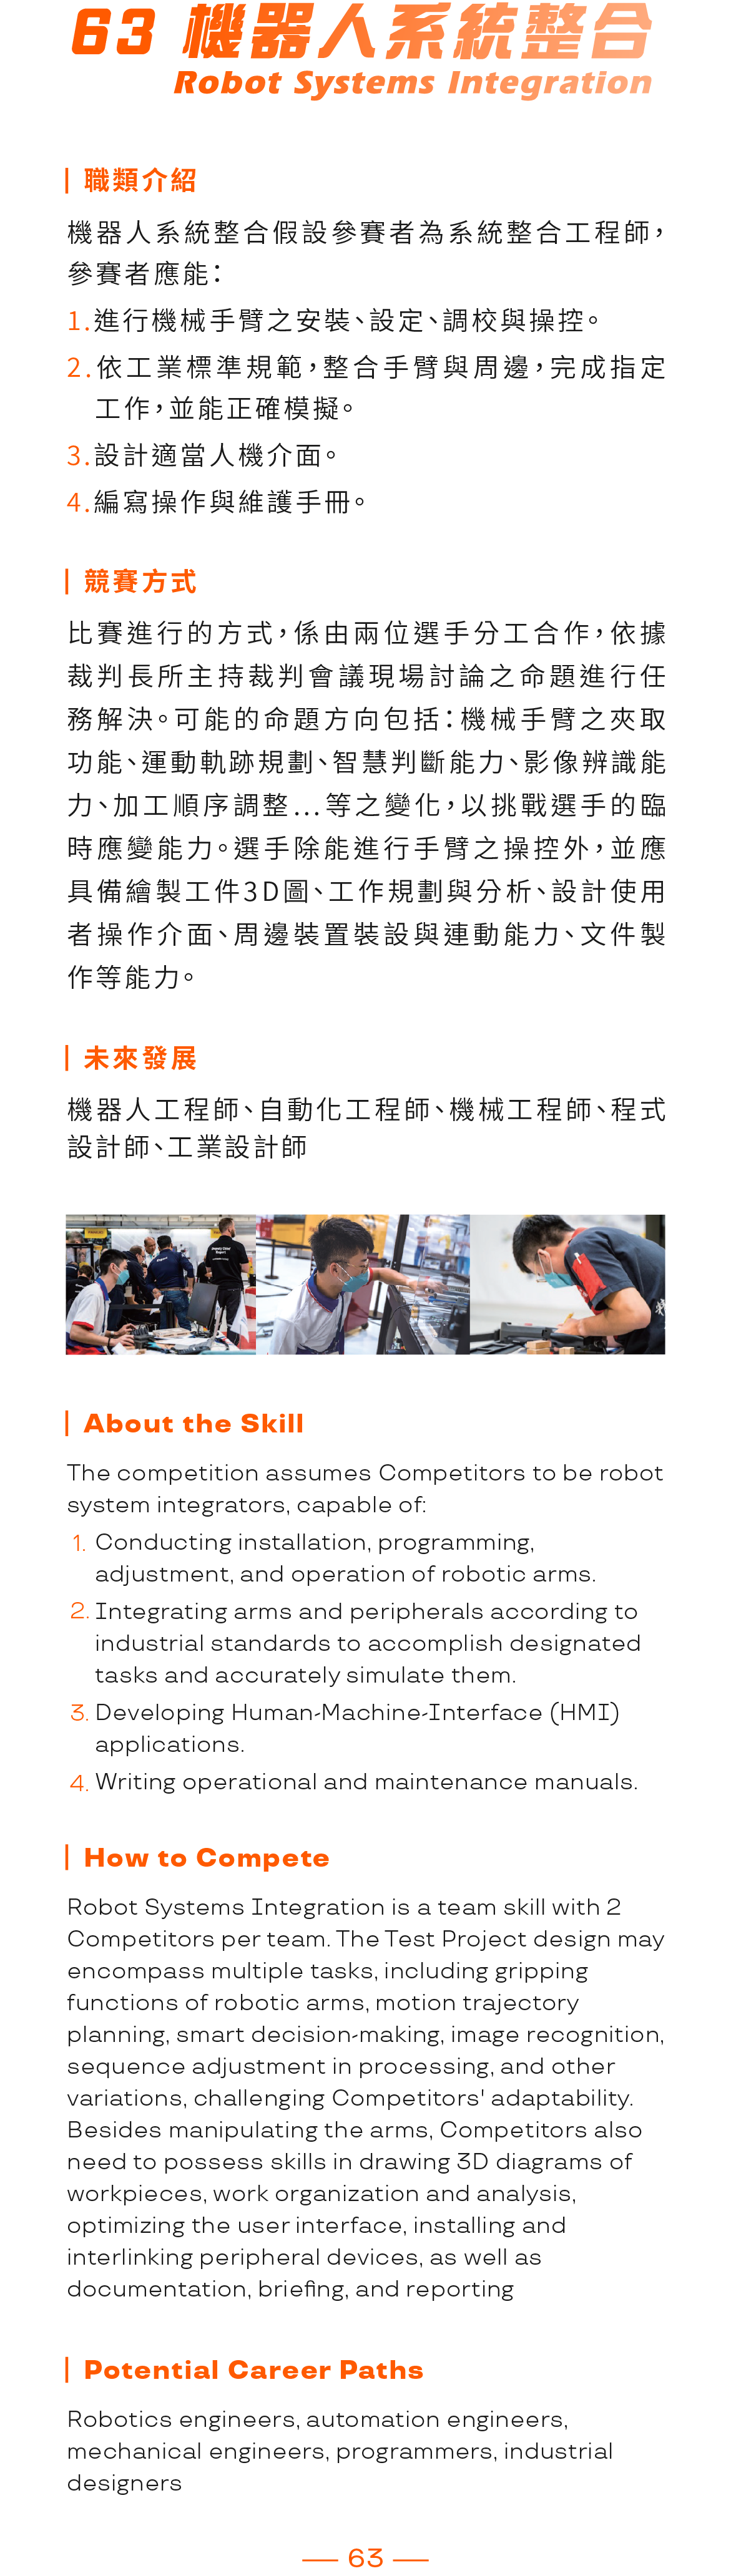 63 機器人系統整合
Robot Systems Integration
職類介紹
機器人系統整合假設參賽者為系統整合工程師，
參賽者應能：
1.進行機械手臂之安裝、設定、調校與操控。
2.依工業標準規範，整合手臂與周邊，完成指定
工作，並能正確模擬。
3.設計適當人機介面。
4.編寫操作與維護手冊。
競賽方式
比賽進行的方式，係由兩位選手分工合作，依據
裁判長所主持裁判會議現場討論之命題進行任
務解決。可能的命題方向包括：機械手臂之夾取
功能、運動軌跡規劃、智慧判斷能力、影像辨識能
力、加工順序調整...等之變化，以挑戰選手的臨
時應變能力。選手除能進行手臂之操控外，並應
具備繪製工件3D圖、工作規劃與分析、設計使用
者操作介面、周邊裝置裝設與連動能力、文件製
作等能力。
未來發展
機器人工程師、自動化工程師、機械工程師、程式
設計師、工業設計師
About the Skill
The competition assumes Competitors to be robot
system integrators, capable of:
1. Conducting installation, programming,
adjustment, and operation of robotic arms.
2. Integrating arms and peripherals according to
industrial standards to accomplish designated
tasks and accurately simulate them.
3. Developing Human-Machine-Interface (HMI)
applications.
4. Writing operational and maintenance manuals.
How to Compete
Robot Systems Integration is a team skill with 2
Competitors per team. The Test Project design may
encompass multiple tasks, including gripping
functions of robotic arms, motion trajectory
planning, smart decision-making, image recognition,
sequence adjustment in processing, and other
variations, challenging Competitors' adaptability.
Besides manipulating the arms, Competitors also
need to possess skills in drawing 3D diagrams of
workpieces, work organization and analysis,
optimizing the user interface, installing and
interlinking peripheral devices, as well as
documentation, briefing, and reporting
Potential Career Paths
Robotics engineers, automation engineers,
mechanical engineers, programmers, industrial
designers
63